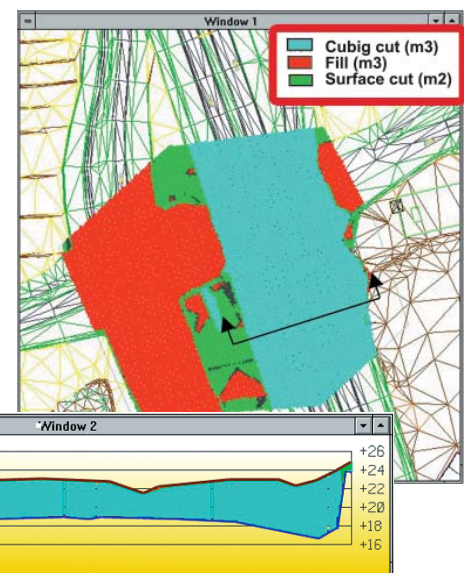 Window 1
Cubig cut (m3)
Fill (m3)
Surface cut (m2)
Window 2
+26
+24
+22
+20
+18
+16